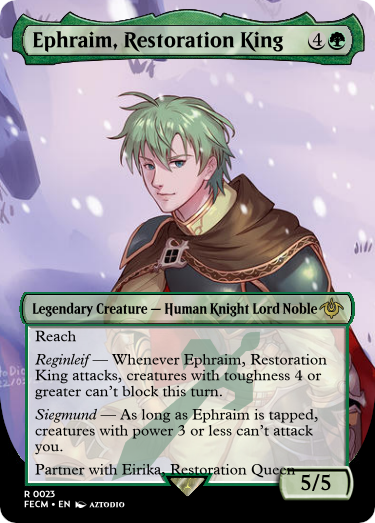 Ephraim, Restoration King 4
Legendary Creature — Human Knight Lord Noble
Reach
Reginleif — Whenever Ephraim, Restoration
King attacks, creatures with toughness 4 or
greater can't block this turn.
Siegmund — As long as Ephraim is tapped,
creatures with power 3 or less can't attack
you.
Partner with Eirika, Restoration Queen
5/5
R 0023
FECM • EN AZTODIO